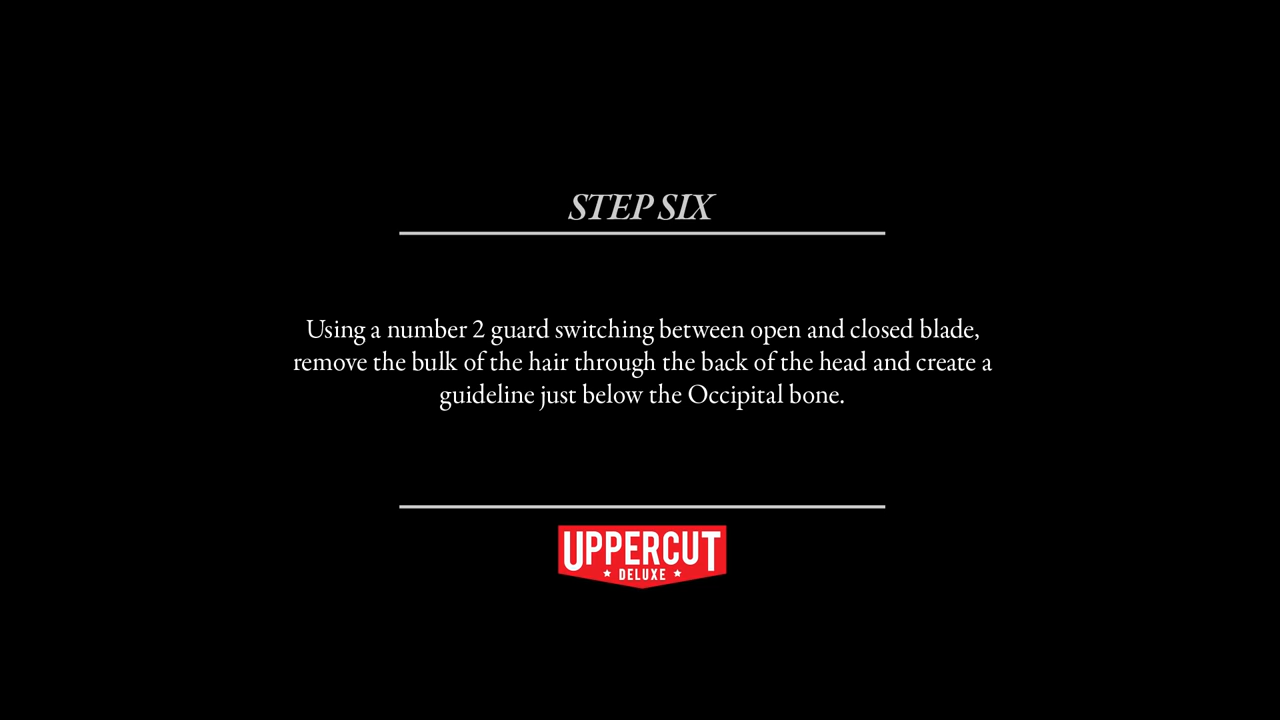 STEP SIX
Using a number 2 guard switching between open and closed blade,
remove the bulk of the hair through the back of the head and create a
guideline just below the Occipital bone.
UPPERCUT
DELUXE